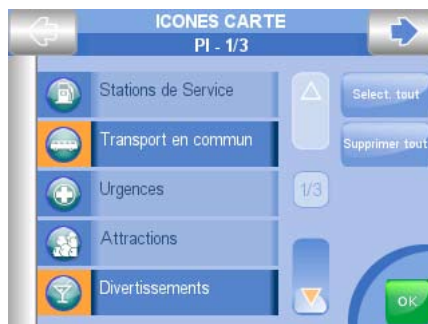 ICONES CARTE
PI - 1/3
Stations de Service
Select. tout
Transport en commun
Supprimer tout
Urgences
1/3
Attractions
Divertissements
OK